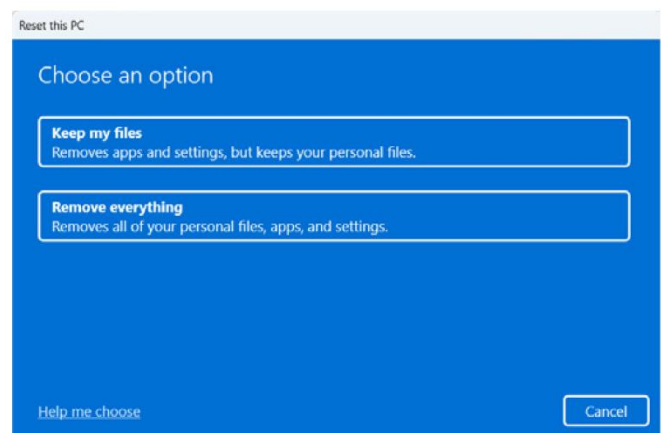 Reset this PC
Choose an option
Keep my files
Removes apps and settings, but keeps your personal files.
Remove everything
Removes all of your personal files, apps, and settings.
Help me choose
Cancel